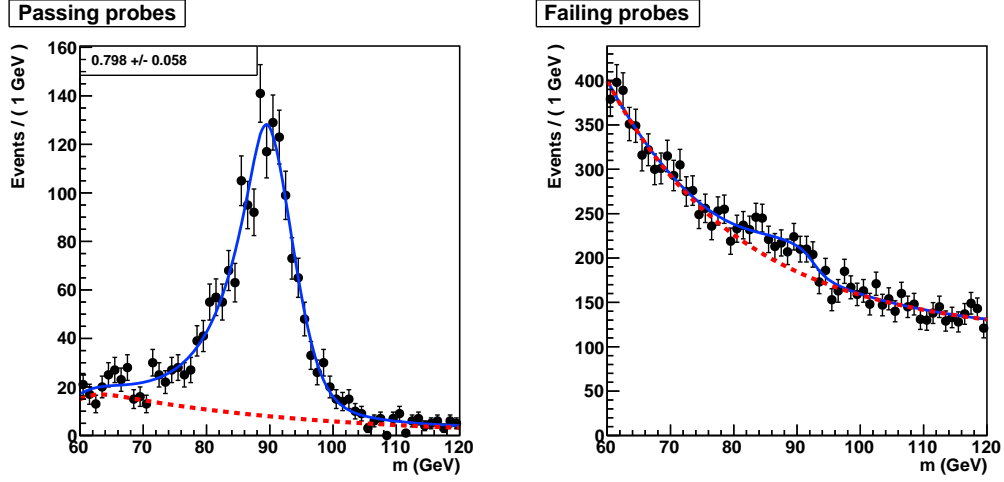 Passing probes
0.798 +/- 0.058
Events / ( 1 GeV )
160
140
120
100
80
60
40
20
0
60 70 80 90 100 110 120
m (GeV)
Failing probes
Events / ( 1 GeV )
400
350
300
250
200
150
100
50
0
60 70 80 90 100 110 120
m (GeV)